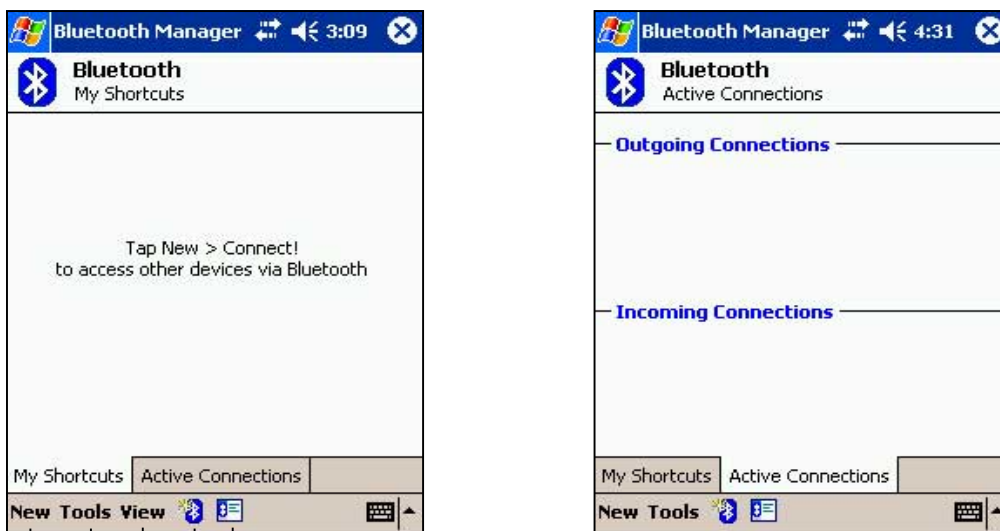 Bluetooth Manager 3:09
Bluetooth
My Shortcuts
Tap New > Connect!
to access other devices via Bluetooth
My Shortcuts Active Connections
New Tools View
Bluetooth Manager 4:31
Bluetooth
Active Connections
Outgoing Connections
Incoming Connections
My Shortcuts Active Connections
New Tools